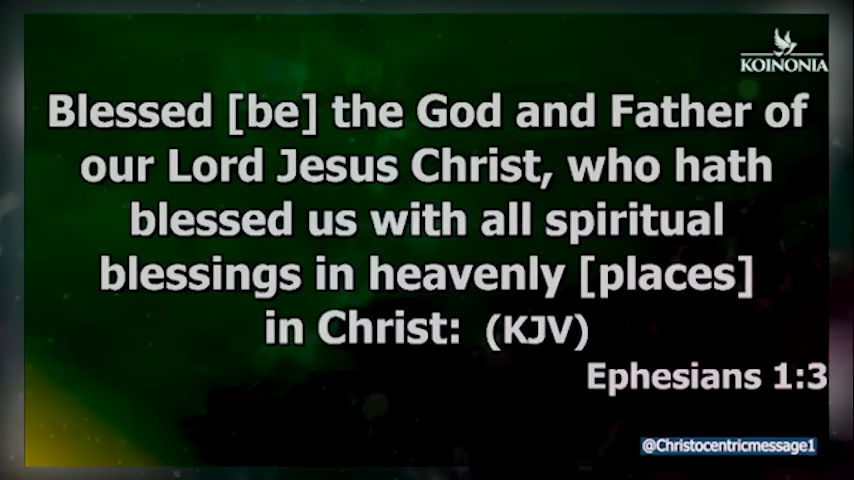 KOINONIA
Blessed [be] the God and Father of
our Lord Jesus Christ, who hath
blessed us with all spiritual
blessings in heavenly [places]
in Christ: (KJV)
Ephesians 1:3
@Christocentricmessage1